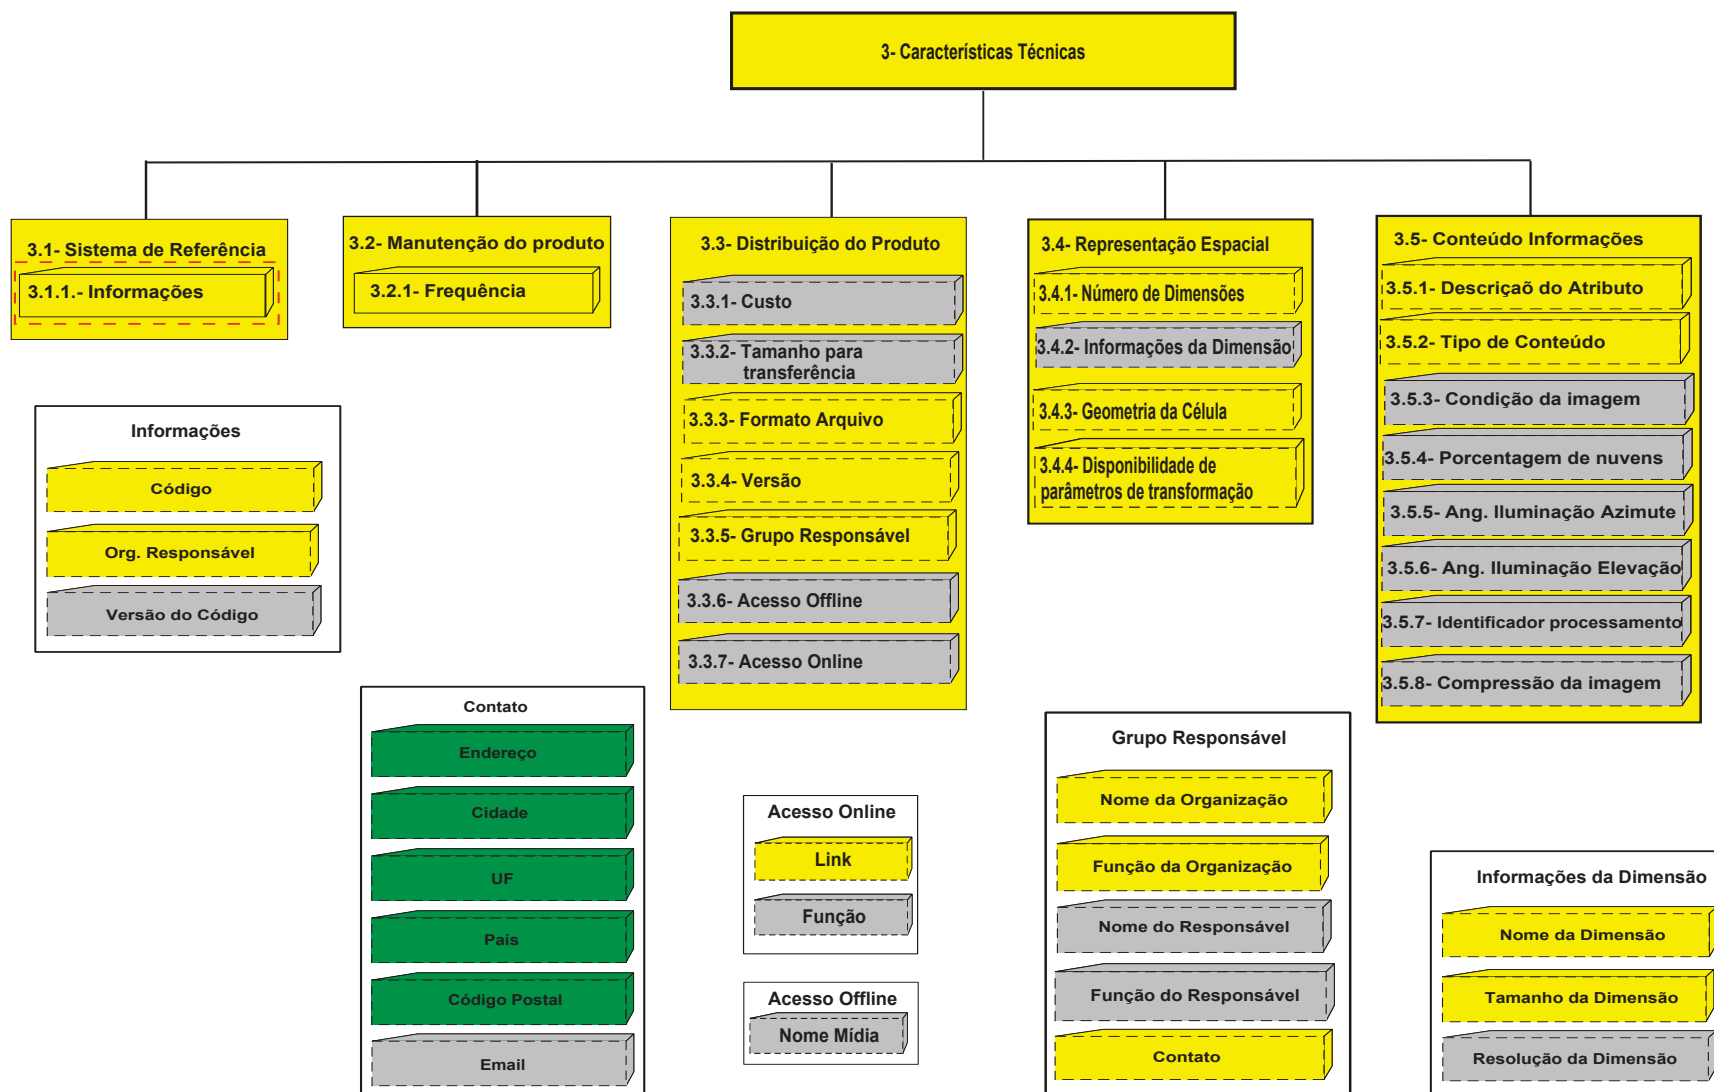 3- Características Técnicas
3.1- Sistema de Referência
3.1.1.- Informações
3.2- Manutenção do produto
3.2.1- Frequência
3.3- Distribuição do Produto
3.3.1- Custo
3.3.2- Tamanho para
transferência
3.3.3- Formato Arquivo
3.3.4- Versão
3.3.5- Grupo Responsável
3.3.6- Acesso Offline
3.3.7- Acesso Online
3.4- Representação Espacial
3.4.1- Número de Dimensões
3.4.2- Informações da Dimensão
3.4.3- Geometria da Célula
3.4.4- Disponibilidade de
parâmetros de transformação
3.5- Conteúdo Informações
3.5.1- Descriçaõ do Atributo
3.5.2- Tipo de Conteúdo
3.5.3- Condição da imagem
3.5.4- Porcentagem de nuvens
3.5.5- Ang. Iluminação Azimute
3.5.6- Ang. Iluminação Elevação
3.5.7- Identificador processamento
3.5.8- Compressão da imagem
Informações
Código
Org. Responsável
Versão do Código
Contato
Endereço
Cidade
UF
País
Código Postal
Email
Acesso Online
Link
Função
Acesso Offline
Nome Mídia
Grupo Responsável
Nome da Organização
Função da Organização
Nome do Responsável
Função do Responsável
Contato
Informações da Dimensão
Nome da Dimensão
Tamanho da Dimensão
Resolução da Dimensão